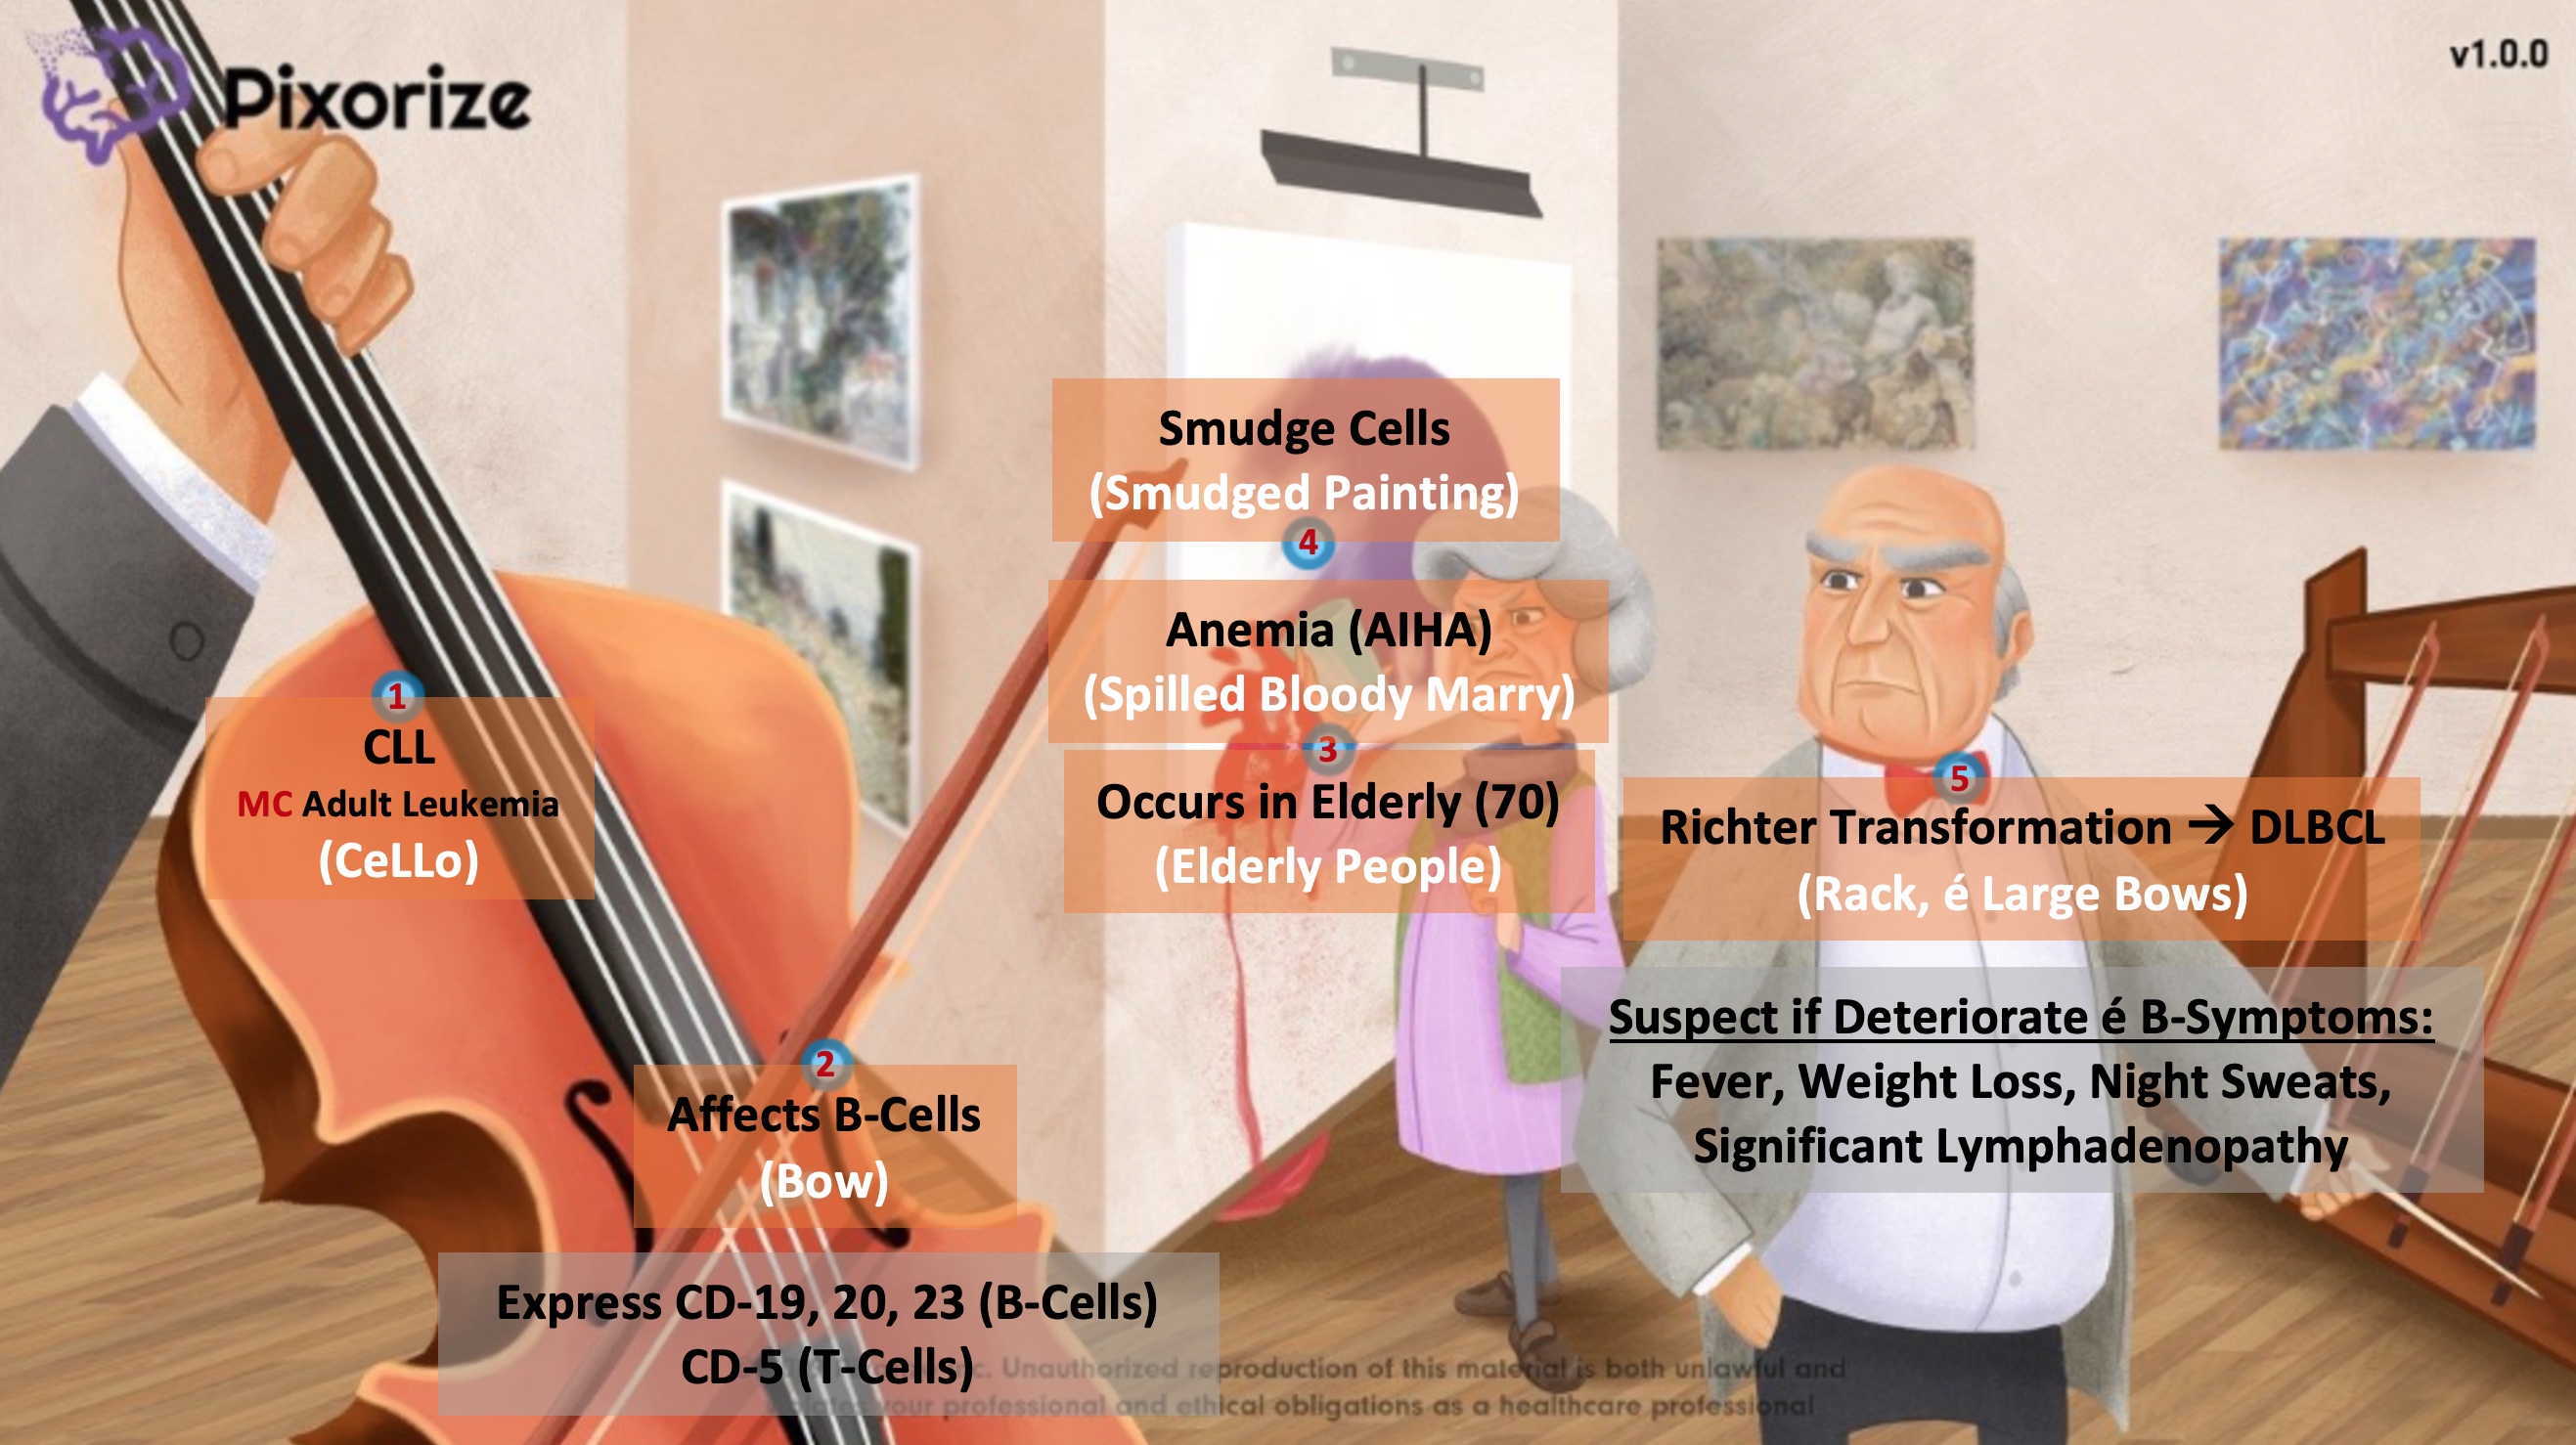 Pixorize
v1.0.0
Smudge Cells
(Smudged Painting)
4
Anemia (AIHA)
(Spilled Bloody Marry)
3
Occurs in Elderly (70)
(Elderly People)
1
CLL
MC Adult Leukemia
(CeLLo)
5
Richter Transformation → DLBCL
(Rack, é Large Bows)
Suspect if Deteriorate é B-Symptoms:
Fever, Weight Loss, Night Sweats,
Significant Lymphadenopathy
2
Affects B-Cells
(Bow)
Express CD-19, 20, 23 (B-Cells)
CD-5 (T-Cells)
Unauthorized reproduction of this material is both unlawful and
your professional and ethical obligations as a healthcare professional